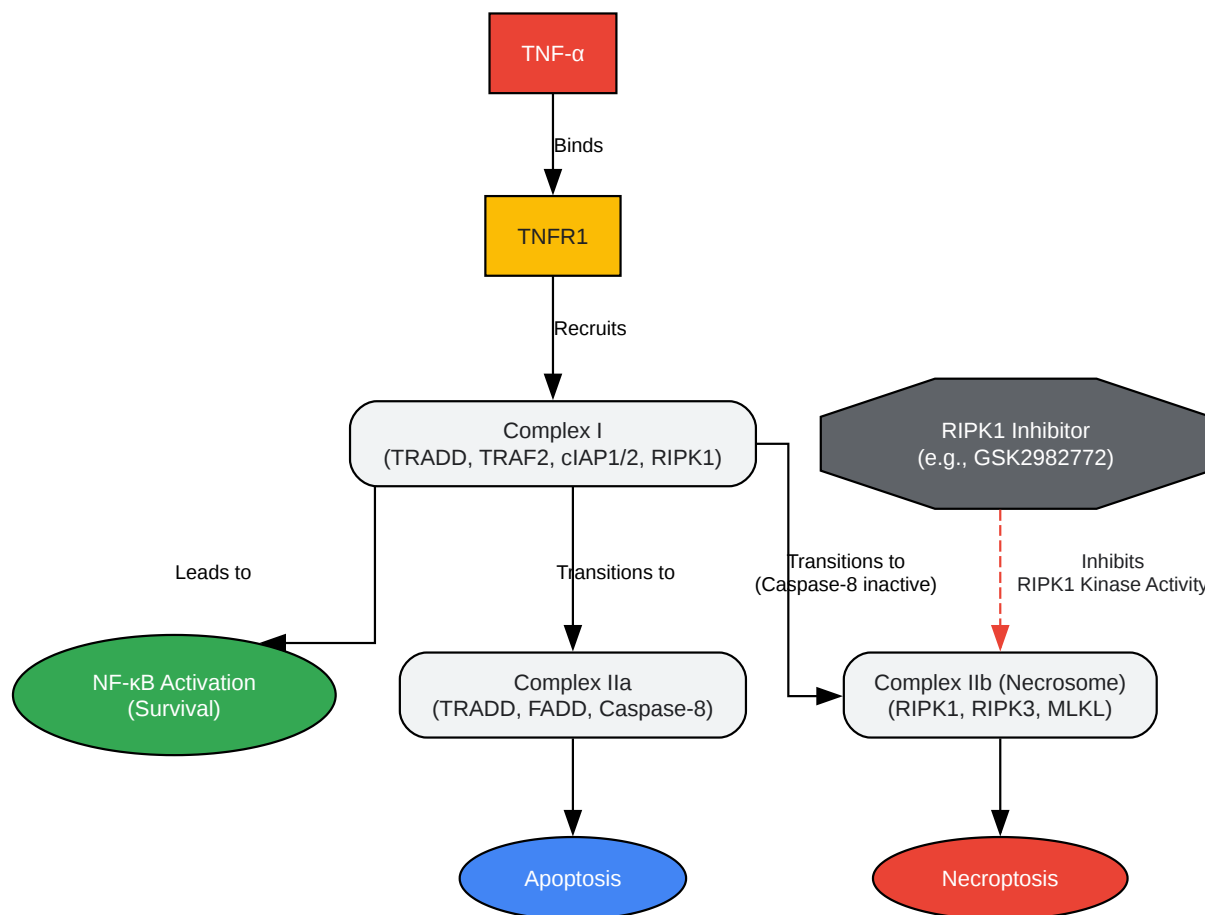 TNF-α
Binds
TNFR1
Recruits
Complex I
(TRADD, TRAF2, cIAP1/2, RIPK1)
RIPK1 Inhibitor
(e.g., GSK2982772)
Leads to
Transitions to
Transitions to
(Caspase-8 inactive)
Inhibits
RIPK1 Kinase Activity
NF-κB Activation
(Survival)
Complex IIa
(TRADD, FADD, Caspase-8)
Complex IIb (Necrosome)
(RIPK1, RIPK3, MLKL)
Apoptosis
Necroptosis